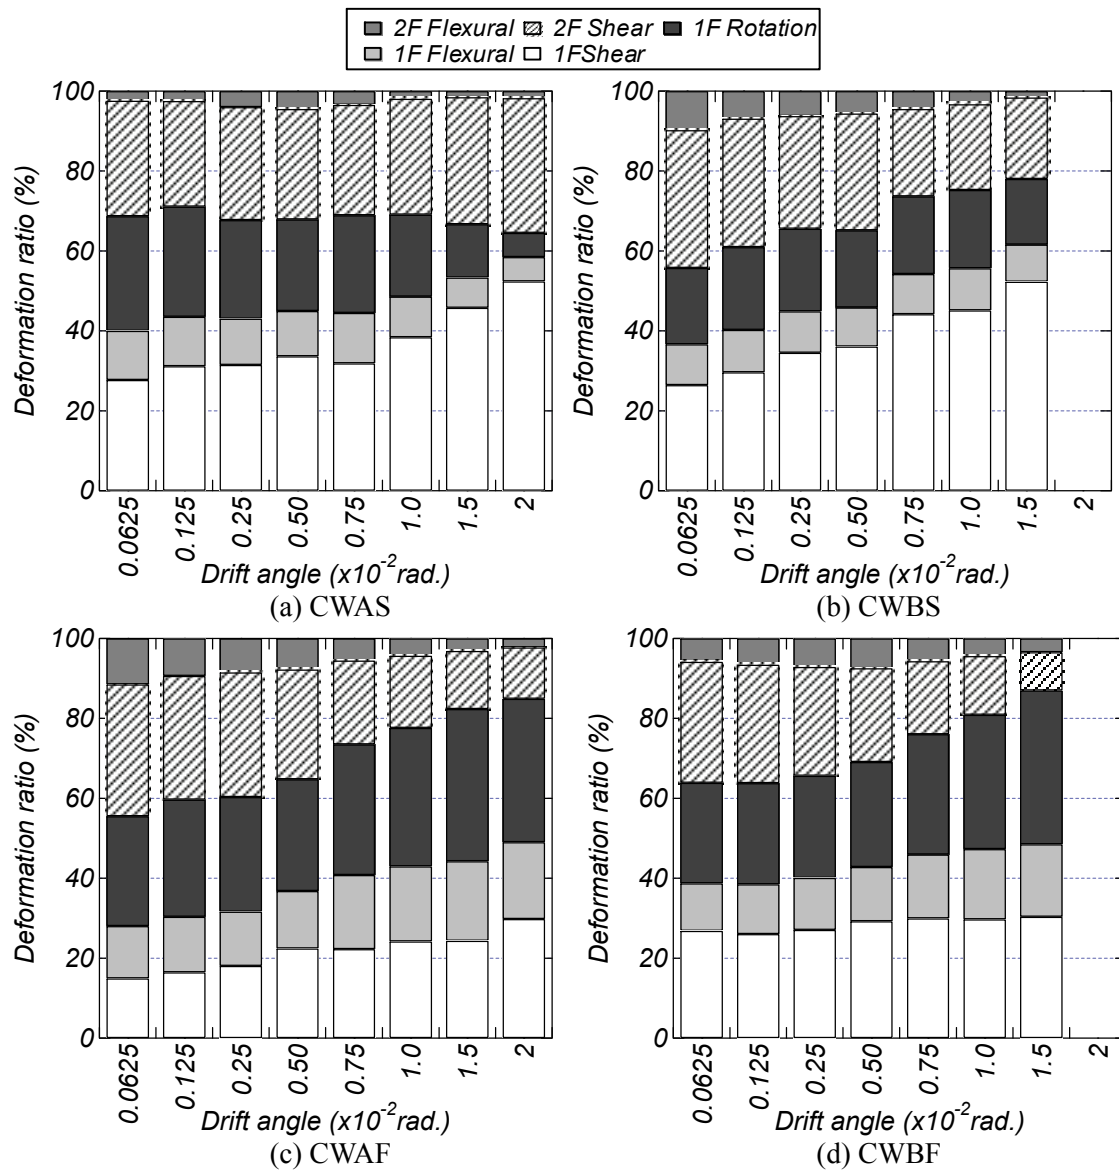 2F Flexural 2F Shear 1F Rotation
1F Flexural 1FShear
Deformation ratio (%)
100
80
60
40
20
0
0.0625 0.125 0.25 0.50 0.75 1.0 1.5 2
Drift angle (x10-2rad.)
(a) CWAS
Deformation ratio (%)
100
80
60
40
20
0
0.0625 0.125 0.25 0.50 0.75 1.0 1.5 2
Drift angle (x10-2rad.)
(b) CWBS
Deformation ratio (%)
100
80
60
40
20
0
0.0625 0.125 0.25 0.50 0.75 1.0 1.5 2
Drift angle (x10-2rad.)
(c) CWAF
Deformation ratio (%)
100
80
60
40
20
0
0.0625 0.125 0.25 0.50 0.75 1.0 1.5 2
Drift angle (x10-2rad.)
(d) CWBF